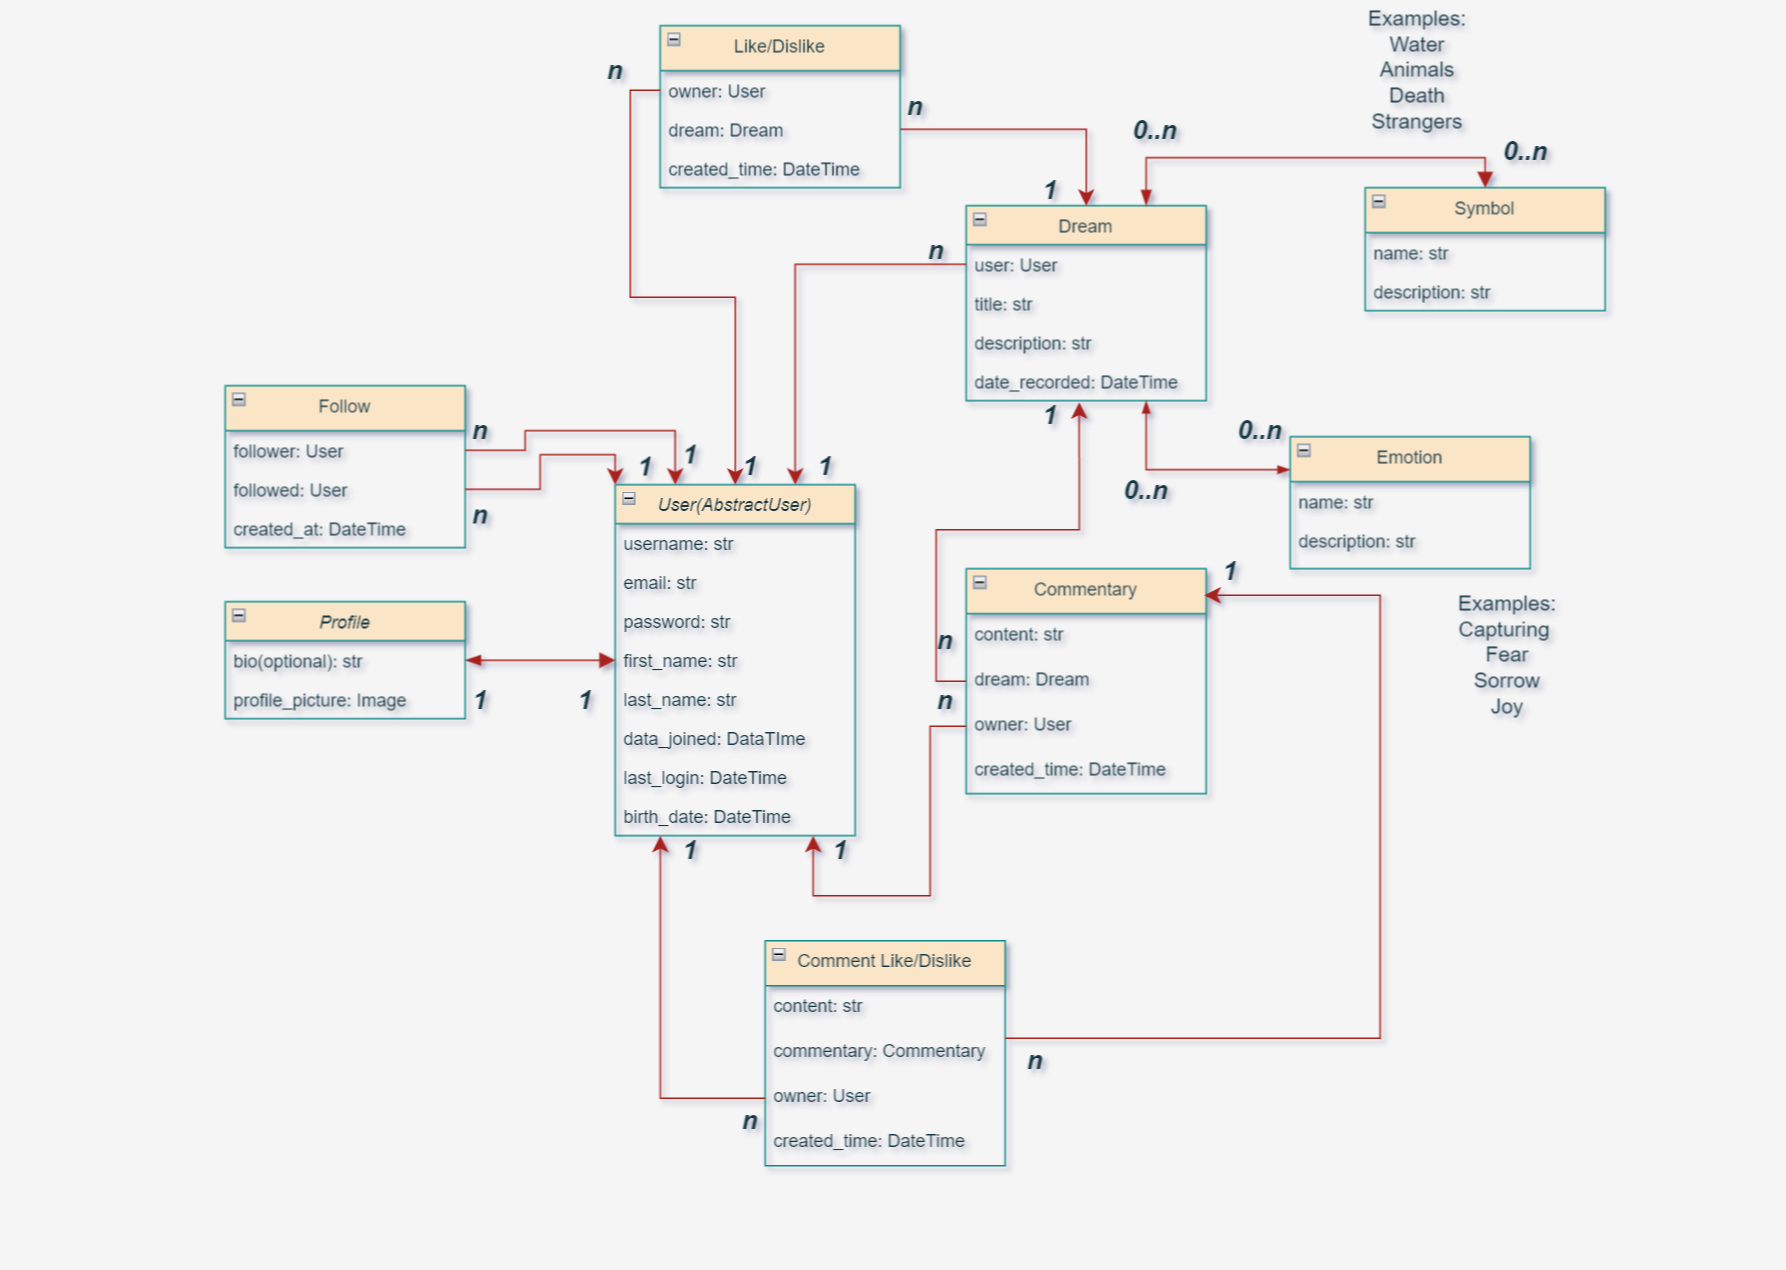 Like/Dislike
owner: User
dream: Dream
created_time: DateTime
n
n
Examples:
Water
Animals
Death
Strangers
0..n
0..n
1
Dream
user: User
title: str
description: str
date_recorded: DateTime
n
1
Symbol
name: str
description: str
Follow
follower: User
followed: User
created_at: DateTime
n
n
1
1
1
1
User(AbstractUser)
username: str
email: str
password: str
first_name: str
last_name: str
data_joined: DataTIme
last_login: DateTime
birth_date: DateTime
0..n
0..n
Emotion
name: str
description: str
Examples:
Capturing
Fear
Sorrow
Joy
Profile
bio(optional): str
profile_picture: Image
1
1
Commentary
content: str
dream: Dream
owner: User
created_time: DateTime
1
n
n
1
1
Comment Like/Dislike
content: str
commentary: Commentary
owner: User
created_time: DateTime
n
n